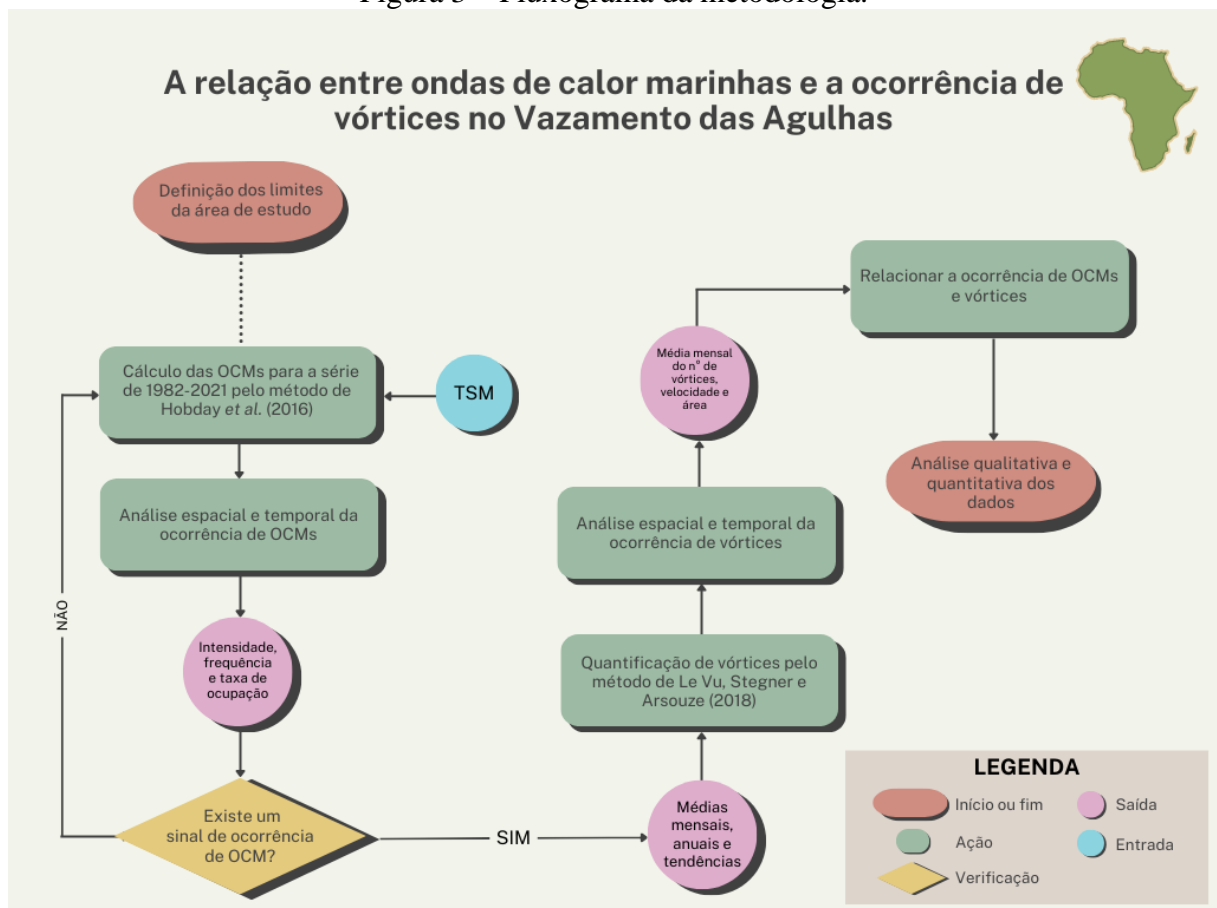 Figura 3 – Fluxograma da metodologia.
A relação entre ondas de calor marinhas e a ocorrência de
vórtices no Vazamento das Agulhas
Definição dos limites
da área de estudo
Cálculo das OCMs para a série
de 1982-2021 pelo método de
Hobday et al. (2016)
TSM
Análise espacial e temporal da
ocorrência de OCMs
NÃO
Intensidade,
frequência
e taxa de
ocupação
Existe um
sinal de ocorrência
de OCM?
SIM
Médias
mensais,
anuais e
tendências
Quantificação de vórtices pelo
método de Le Vu, Stegner e
Arsouze (2018)
Análise espacial e temporal da
ocorrência de vórtices
Média mensal
do n° de
vórtices,
velocidade e
área
Relacionar a ocorrência de OCMs
e vórtices
Análise qualitativa e
quantitativa dos
dados
LEGENDA
Início ou fim
Saída
Ação
Entrada
Verificação